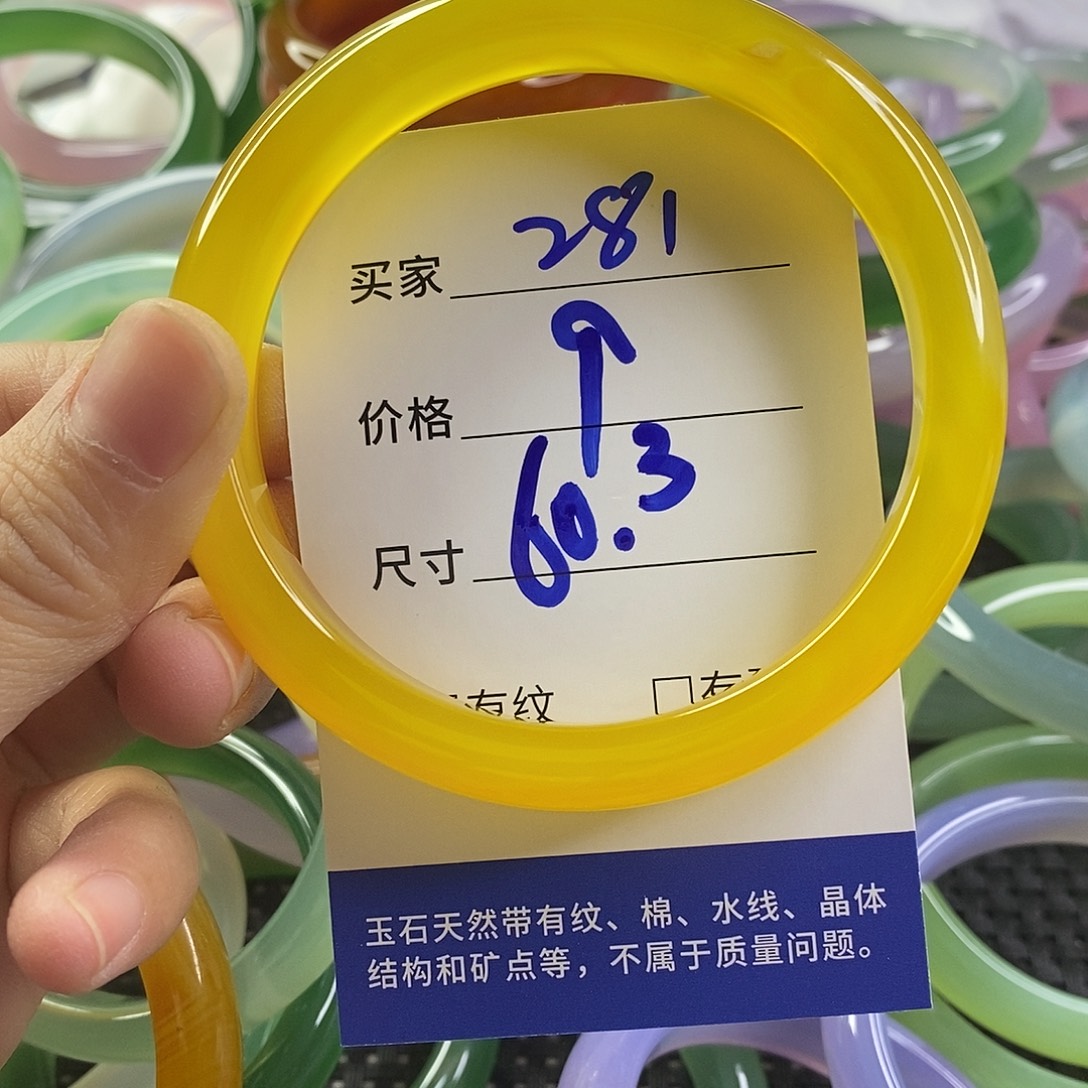 买家 281
价格
尺寸 60.3
有纹 □有
玉石天然带有纹、棉、水线、晶体
结构和矿点等，不属于质量问题。